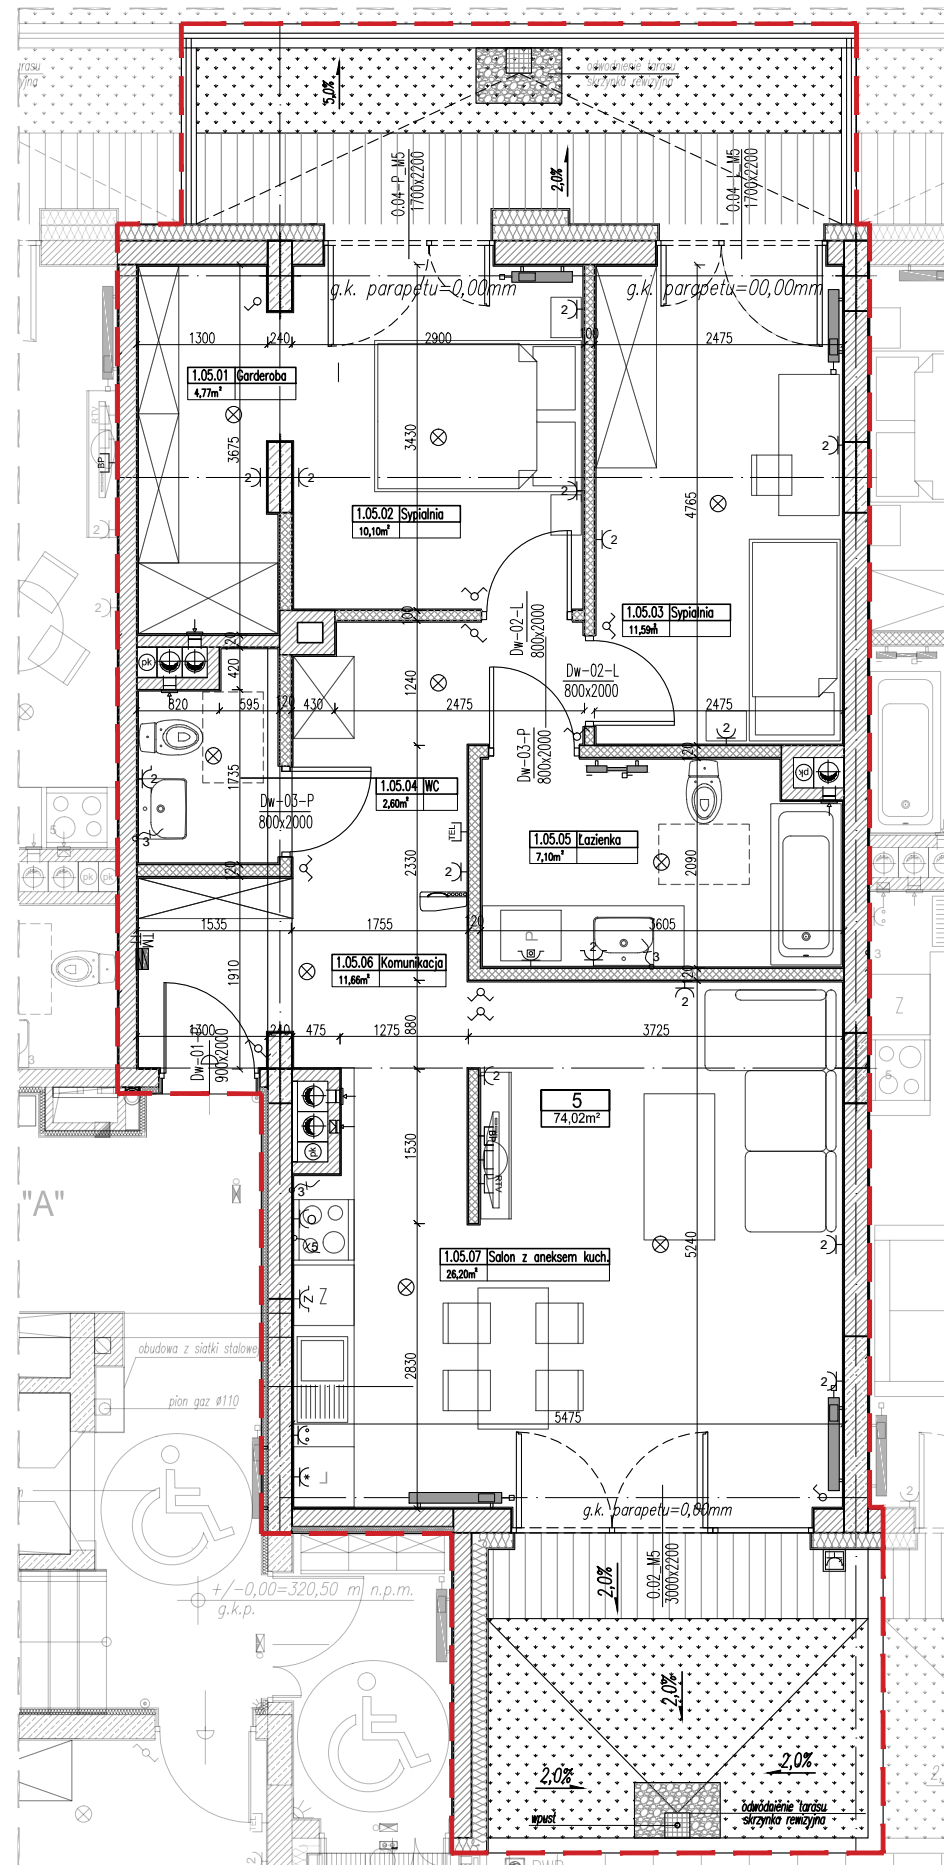 odwodnienie tarasu
skrzynka rewizyjna
5,0%
2,0%
0.04-P_M5
1700x2200
0.04-L_M5
1700x2200
g.k. parapetu=0,00mm
g.k. parapetu=00,00mm
1300
240
2900
100
2475
1.05.01 Garderoba
4,77m²
3675
3430
4765
1.05.02 Sypialnia
10,10m²
1.05.03 Sypialnia
11,59m²
Dw-02-L
800x2000
Dw-02-L
800x2000
Dw-03-P
800x2000
420
820
595
120
430
1240
2475
2475
1735
1.05.04 WC
2,60m²
Dw-03-P
800x2000
TEL
1.05.05 Łazienka
7,10m²
2330
2090
1535
1755
120
3605
TM
P
1.05.06 Komunikacja
11,66m²
1910
1300
240
475
1275
880
3725
Dw-01-P
900x2000
5
74,02m²
1530
RTV
"A"
1.05.07 Salon z aneksem kuch.
26,20m²
5240
Z
2830
obudowa z siatki stalowej
pion gaz ø110
5475
L
g.k. parapetu=0,00mm
0.02_M5
3000x2200
2,0%
+/-0,00=320,50 m n.p.m.
g.k.p.
2,0%
2,0%
2,0%
wpust
odwodnienie tarasu
skrzynka rewizyjna